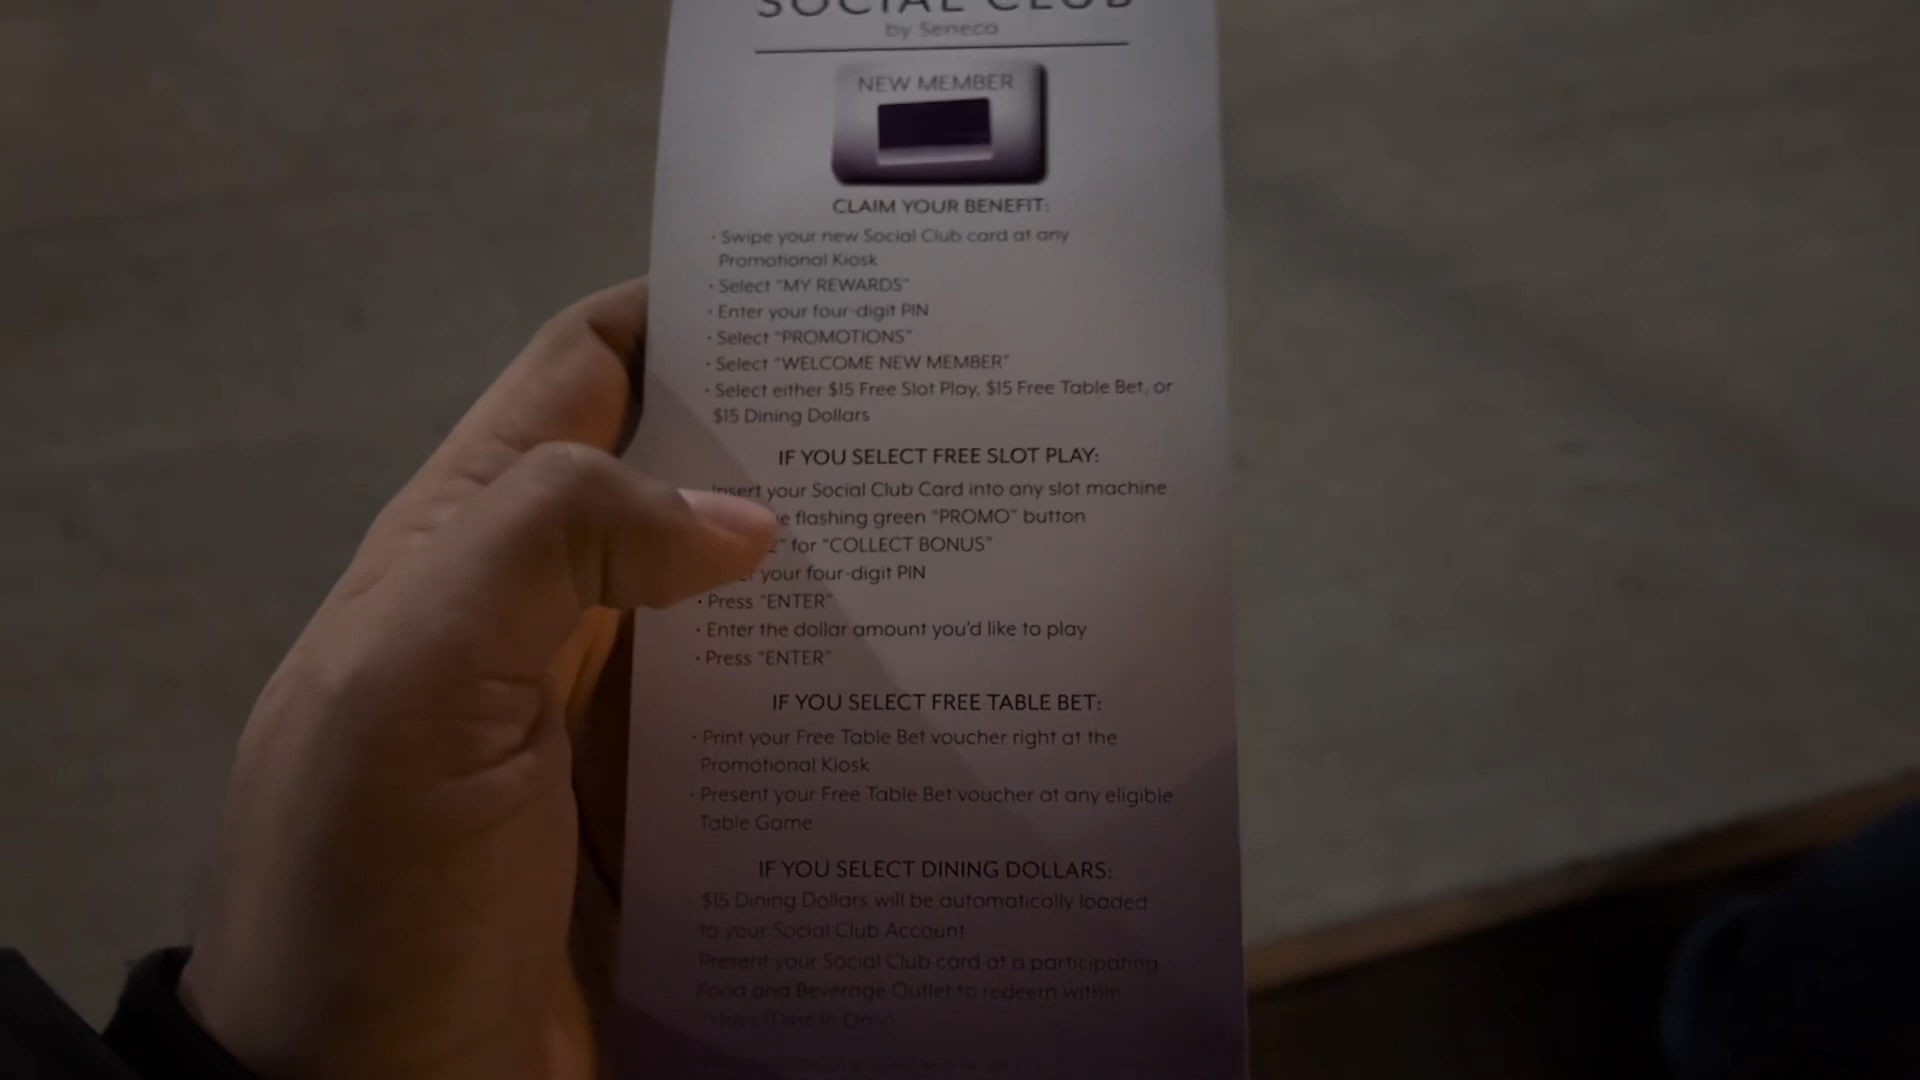 SOCIAL CLUB
by Seneca
NEW MEMBER
CLAIM YOUR BENEFIT:
· Swipe your new Social Club card at any
Promotional Kiosk
· Select "MY REWARDS"
· Enter your four-digit PIN
· Select "PROMOTIONS"
· Select "WELCOME NEW MEMBER"
· Select either $15 Free Slot Play, $15 Free Table Bet, or
$15 Dining Dollars
IF YOU SELECT FREE SLOT PLAY:
Insert your Social Club Card into any slot machine
flashing green "PROMO" button
for "COLLECT BONUS"
your four-digit PIN
· Press "ENTER"
· Enter the dollar amount you'd like to play
· Press "ENTER"
IF YOU SELECT FREE TABLE BET:
· Print your Free Table Bet voucher right at the
Promotional Kiosk
· Present your Free Table Bet voucher at any eligible
Table Game
IF YOU SELECT DINING DOLLARS:
· $15 Dining Dollars will be automatically loaded
to your Social Club Account
Present your Social Club card at a participating
Food and Beverage Outlet to redeem within
days (Dine In Only)